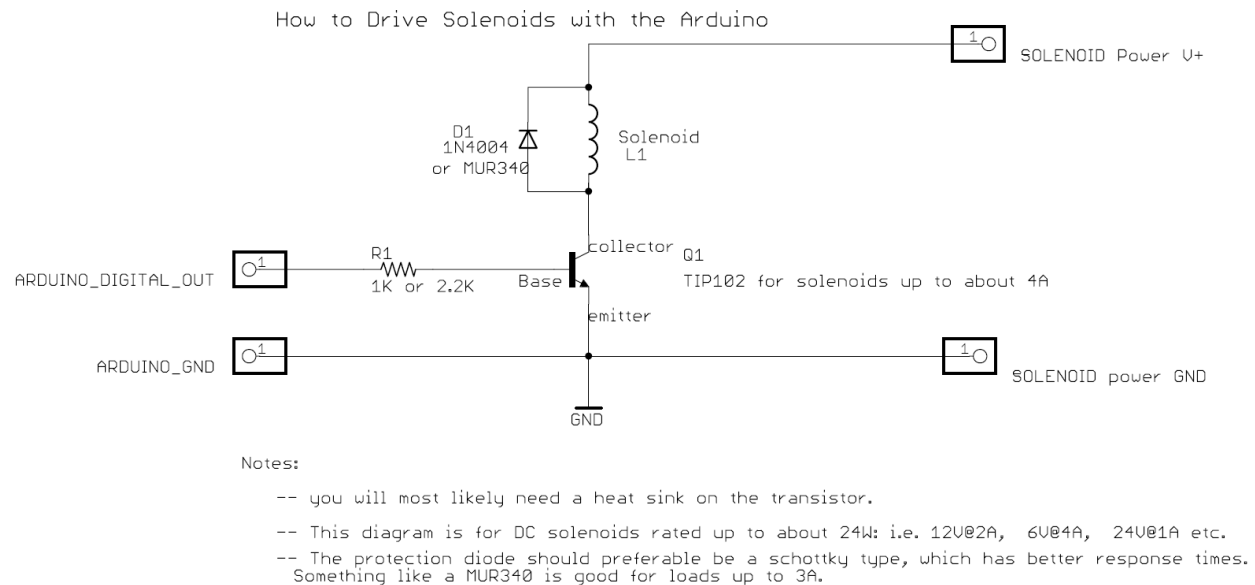 How to Drive Solenoids with the Arduino
1
SOLENOID Power V+
D1
1N4004
or MUR340
Solenoid
L1
collector
Q1
R1
1
ARDUINO_DIGITAL_OUT
1K or 2.2K
Base
TIP102 for solenoids up to about 4A
emitter
1
ARDUINO_GND
1
SOLENOID power GND
GND
Notes:
-- you will most likely need a heat sink on the transistor.
-- This diagram is for DC solenoids rated up to about 24W: i.e. 12V@2A, 6V@4A, 24V@1A etc.
-- The protection diode should preferable be a schottky type, which has better response times.
Something like a MUR340 is good for loads up to 3A.